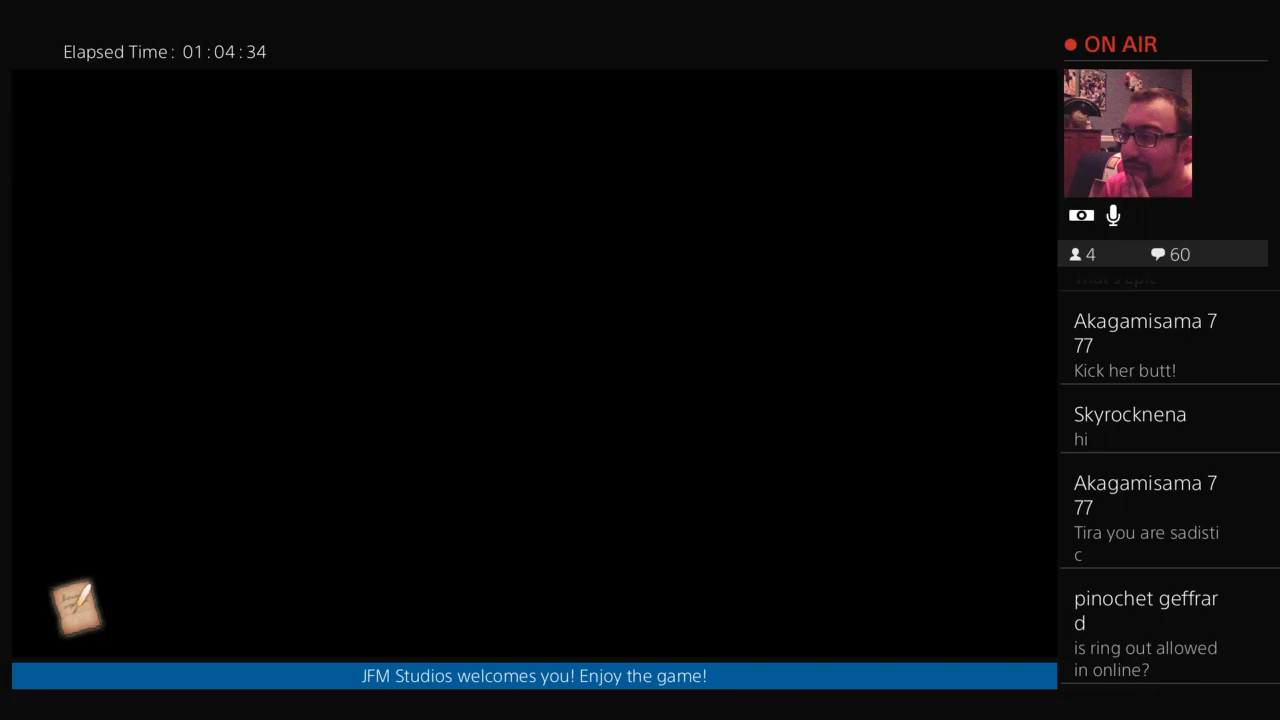 Elapsed Time: 01:04:34
ON AIR
4 60
That's Epic
Akagamisama 7
77
Kick her butt!
Skyrocknena
hi
Akagamisama 7
77
Tira you are sadisti
c
pinochet geffrar
d
is ring out allowed
in online?
JFM Studios welcomes you! Enjoy the game!